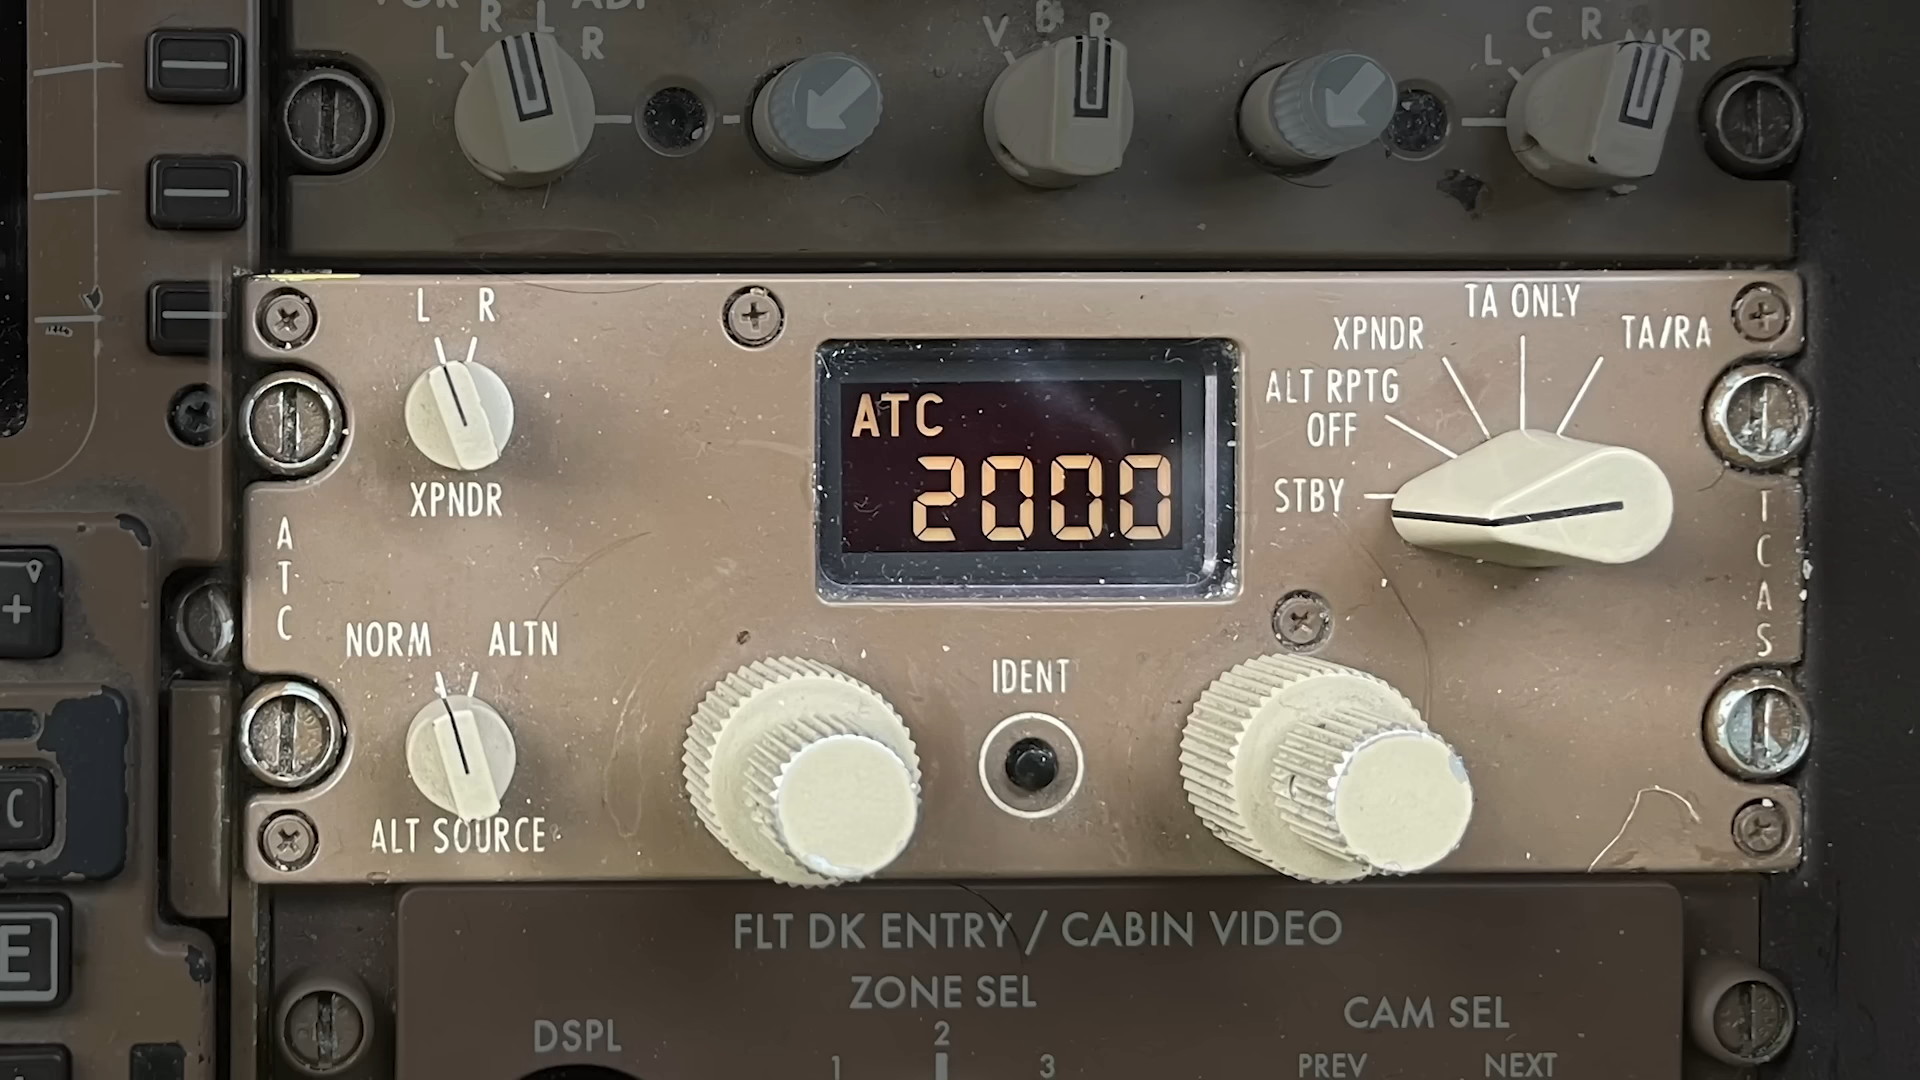 VOR L R L ADF R
V B R
L C R MKR
L R
XPNDR
ATC
NORM ALTN
ALT SOURCE
ATC
2000
IDENT
STBY
ALT RPTG
OFF
XPNDR
TA ONLY
TA/RA
TCAS
+
C
E
FLT DK ENTRY / CABIN VIDEO
ZONE SEL
DSPL
1 2 3
CAM SEL
PREV NEXT